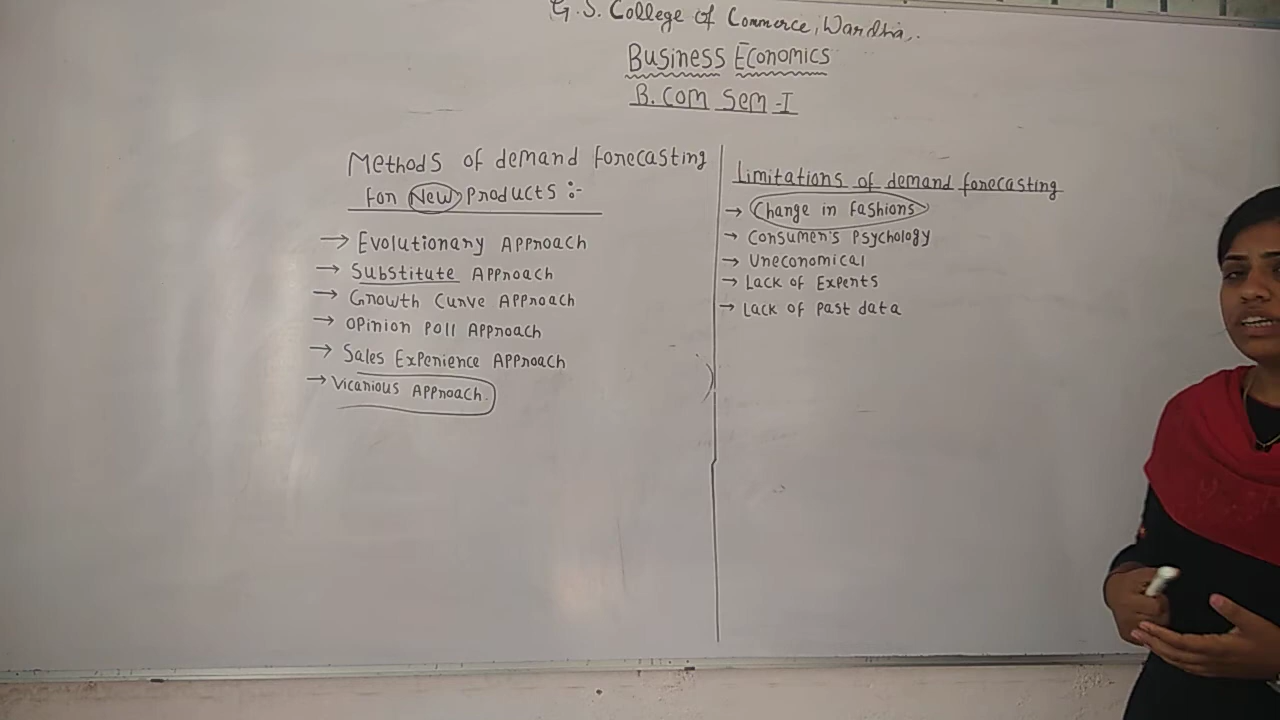 G. S. College of Commerce, Wardha,.
Business Economics
B. Com Sem - I
Methods of demand forecasting
for New Products :-
→ Evolutionary Approach
→ Substitute Approach
→ Growth Curve Approach
→ Opinion Poll Approach
→ Sales Experience Approach
→ Vicarious Approach.
Limitations of demand forecasting
→ Change in fashions
→ Consumer's Psychology
→ Uneconomical
→ Lack of Experts
→ Lack of past data